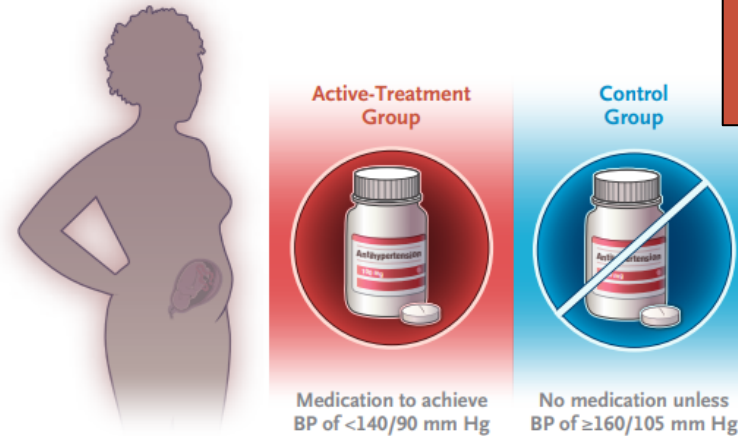 Active-Treatment
Group
Control
Group
Antihypertension
Medication to achieve
BP of <140/90 mm Hg
No medication unless
BP of ≥160/105 mm Hg